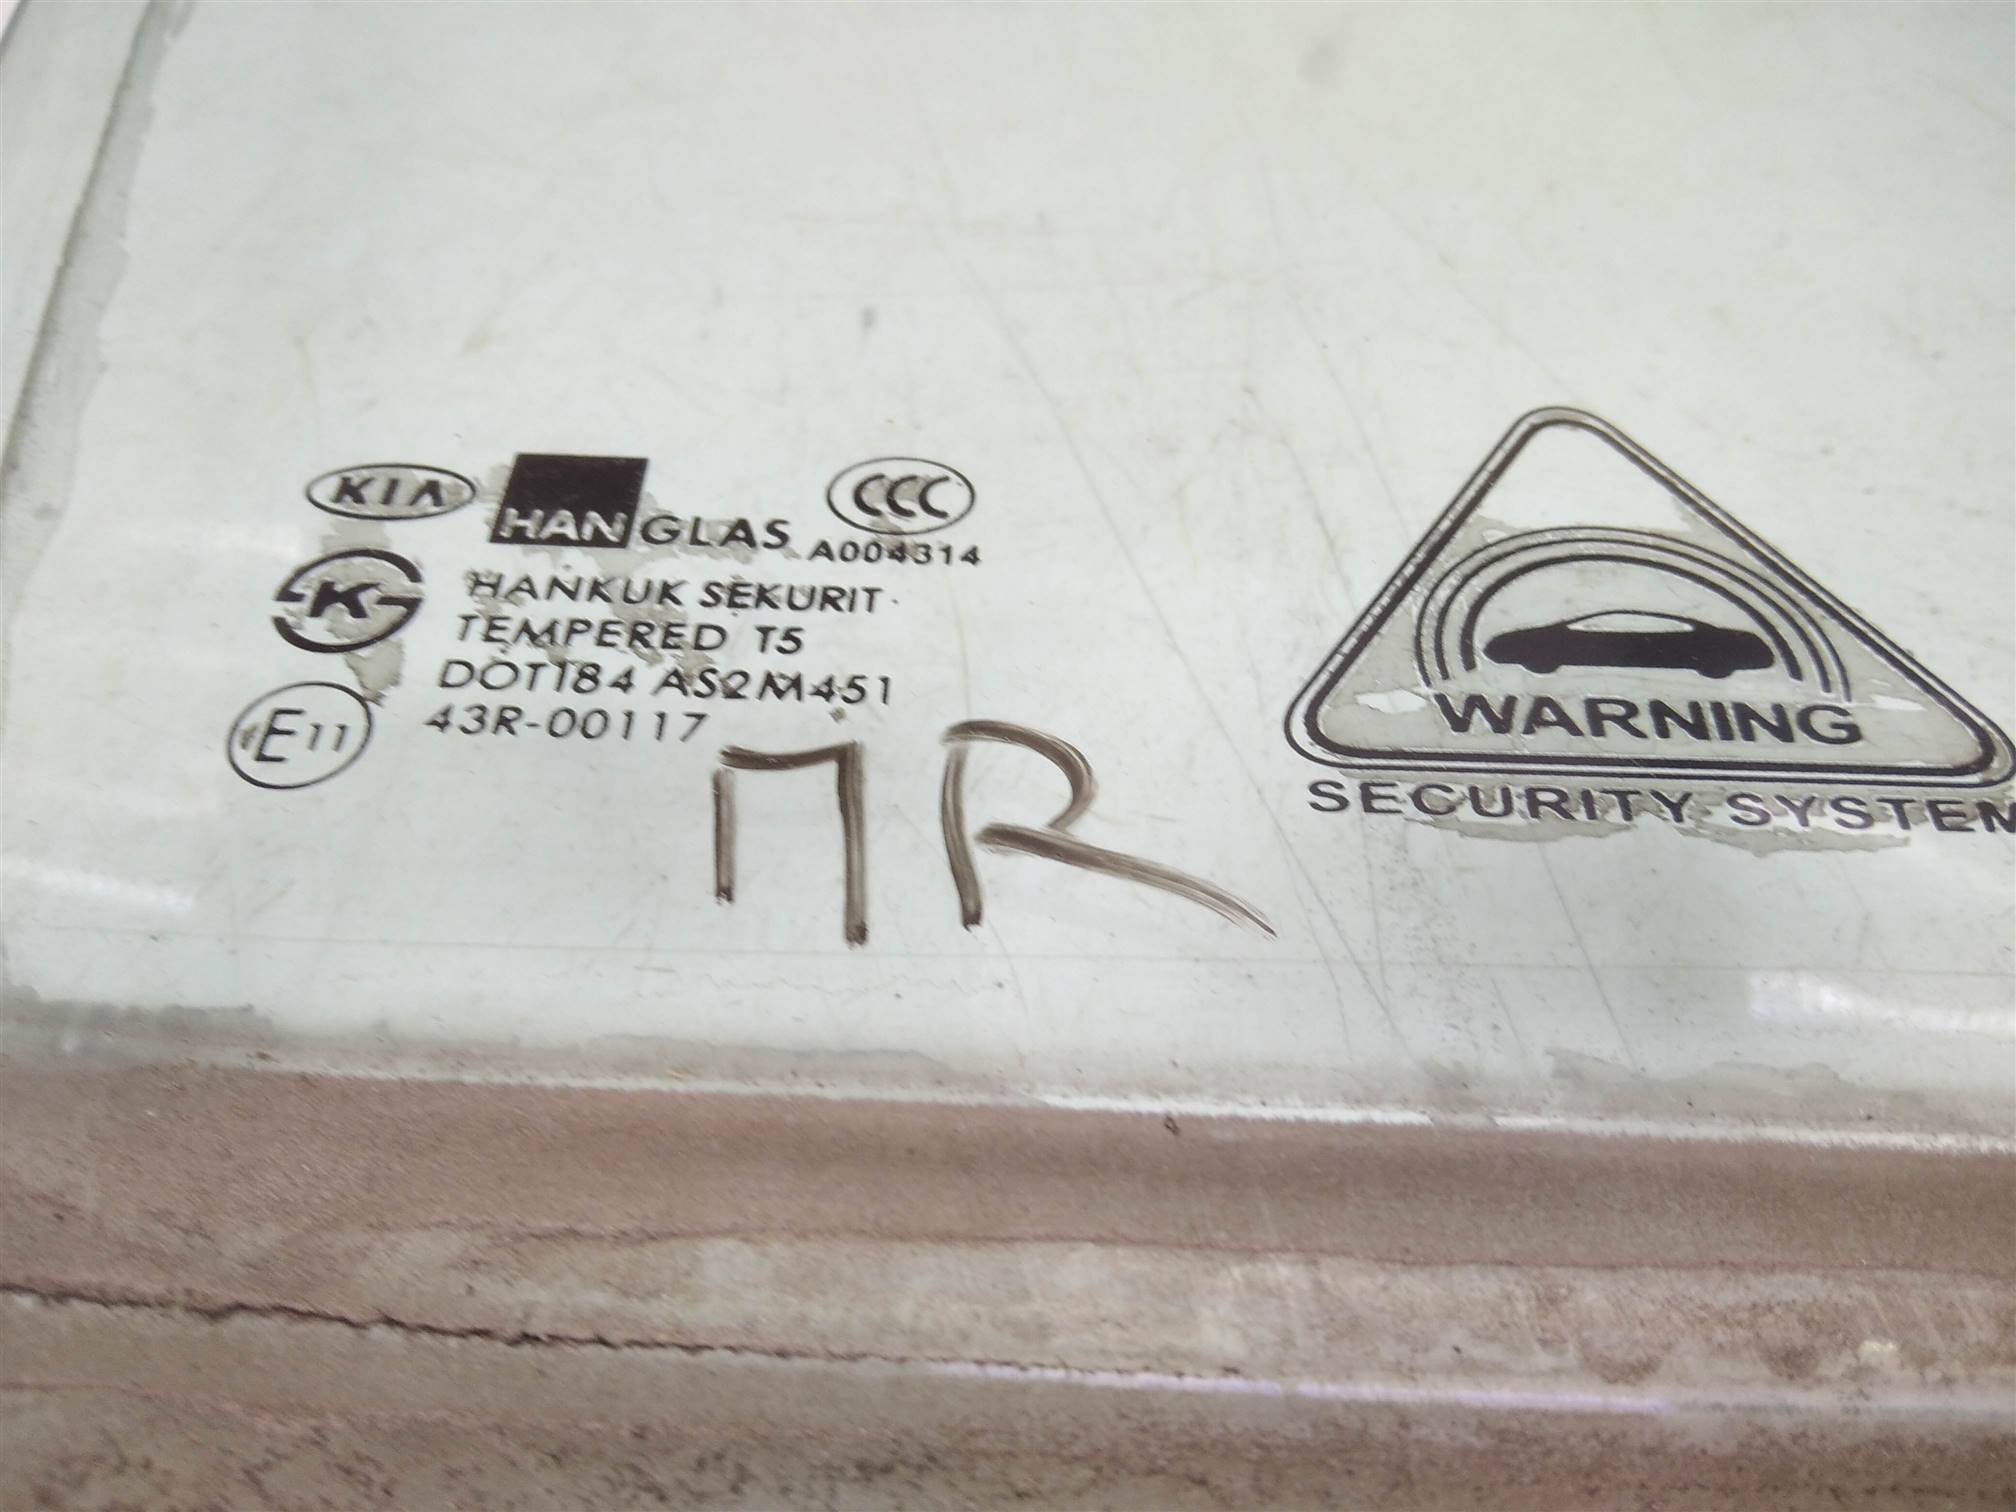 KIA HANGLAS CCC
A004314
K HANKUK SEKURIT
TEMPERED T5
DOT184 AS2M451
E11 43R-00117
ПR
WARNING
SECURITY SYSTEM